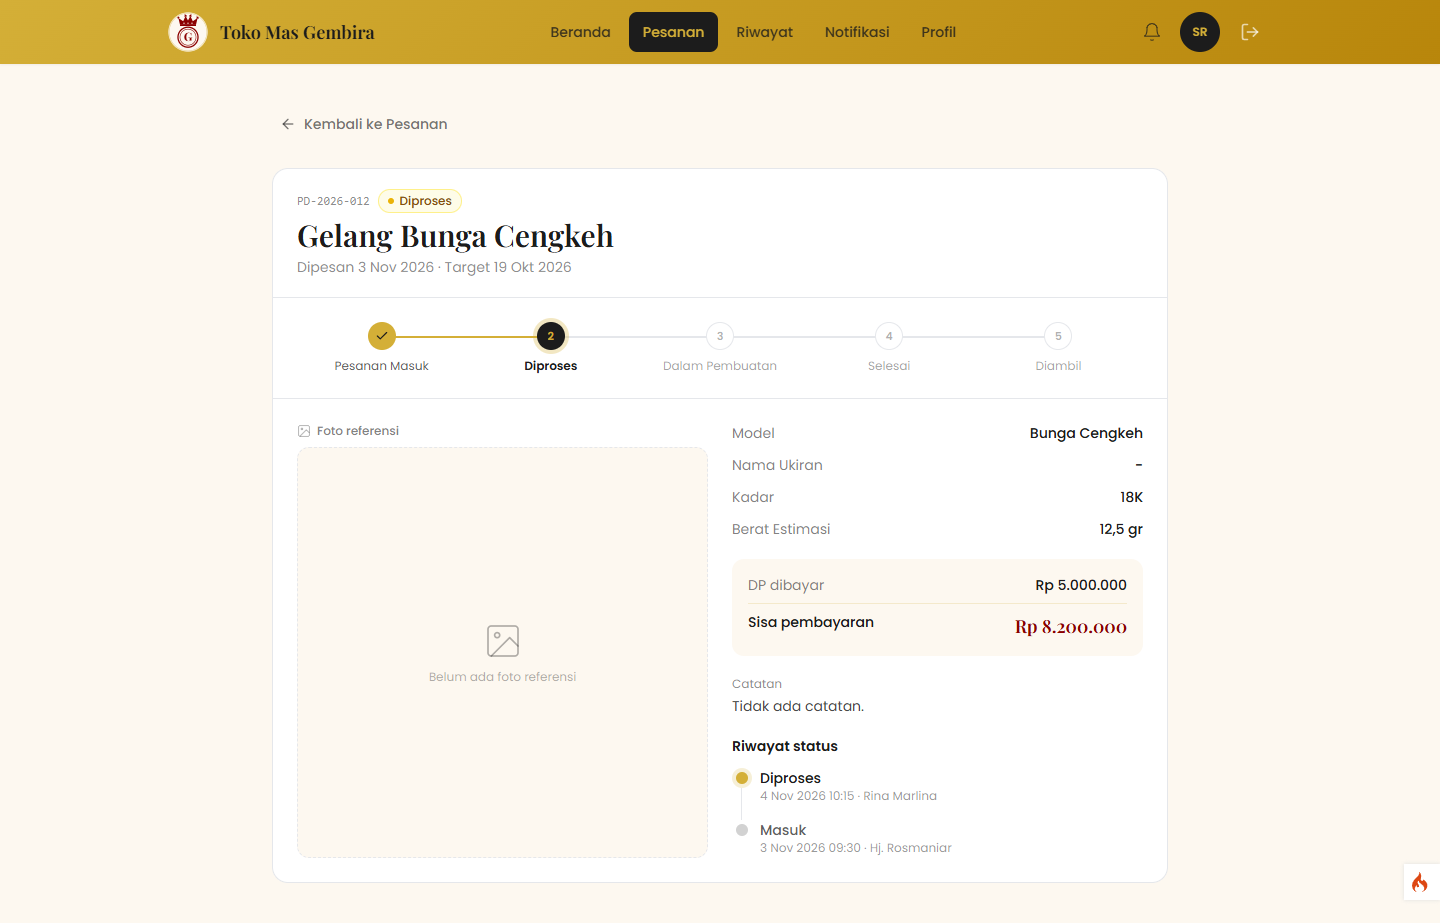 G
Toko Mas Gembira
Beranda
Pesanan
Riwayat
Notifikasi
Profil
SR
Kembali ke Pesanan
PD-2026-012
Diproses
Gelang Bunga Cengkeh
Dipesan 3 Nov 2026 · Target 19 Okt 2026
2
3
4
5
Pesanan Masuk
Diproses
Dalam Pembuatan
Selesai
Diambil
Foto referensi
Belum ada foto referensi
Model
Bunga Cengkeh
Nama Ukiran
-
Kadar
18K
Berat Estimasi
12,5 gr
DP dibayar
Rp 5.000.000
Sisa pembayaran
Rp 8.200.000
Catatan
Tidak ada catatan.
Riwayat status
Diproses
4 Nov 2026 10:15 · Rina Marlina
Masuk
3 Nov 2026 09:30 · Hj. Rosmaniar